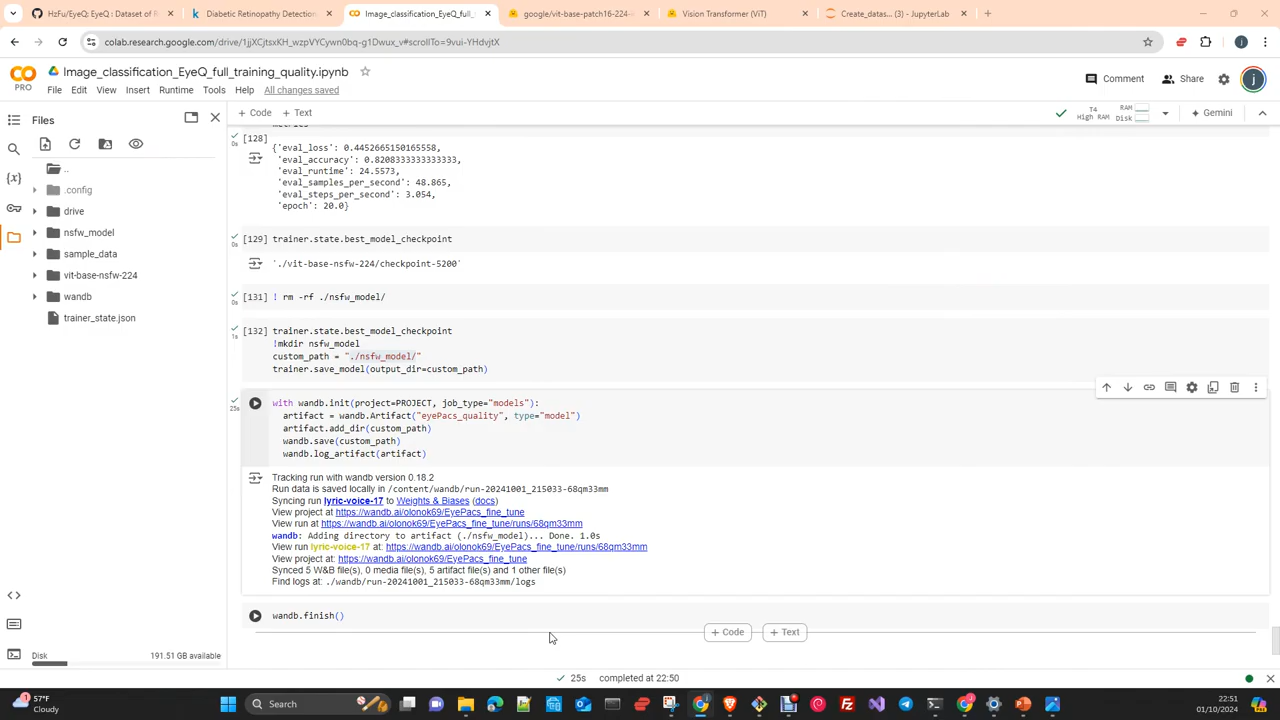 HzFu/EyeQ: EyeQ : Dataset of R
Diabetic Retinopathy Detection
Image_classification_EyeQ_full_
google/vit-base-patch16-224-
Vision Transformer (ViT)
Create_datas... (3) - JupyterLab
colab.research.google.com/drive/1jjXCjtsxKH_wzpVYCywn0bq-g1Dwux_v#scrollTo=9vui-YHdvjtX
Image_classification_EyeQ_full_training_quality.ipynb
CO
PRO
File Edit View Insert Runtime Tools Help All changes saved
Comment Share j
+ Code + Text
T4
High RAM
RAM
Disk
Gemini
Files
..
.config
drive
nsfw_model
sample_data
vit-base-nsfw-224
wandb
trainer_state.json
Disk 191.51 GB available
metrics
[128]
0s
{'eval_loss': 0.4452665150165558,
'eval_accuracy': 0.8208333333333333,
'eval_runtime': 24.5573,
'eval_samples_per_second': 48.865,
'eval_steps_per_second': 3.054,
'epoch': 20.0}
[129] trainer.state.best_model_checkpoint
0s
'./vit-base-nsfw-224/checkpoint-5200'
[131] ! rm -rf ./nsfw_model/
0s
[132] trainer.state.best_model_checkpoint
1s
!mkdir nsfw_model
custom_path = "./nsfw_model/"
trainer.save_model(output_dir=custom_path)
25s
with wandb.init(project=PROJECT, job_type="models"):
artifact = wandb.Artifact("eyePacs_quality", type="model")
artifact.add_dir(custom_path)
wandb.save(custom_path)
wandb.log_artifact(artifact)
Tracking run with wandb version 0.18.2
Run data is saved locally in /content/wandb/run-20241001_215033-68qm33mm
Syncing run lyric-voice-17 to Weights & Biases (docs)
View project at https://wandb.ai/olonok69/EyePacs_fine_tune
View run at https://wandb.ai/olonok69/EyePacs_fine_tune/runs/68qm33mm
wandb: Adding directory to artifact (./nsfw_model)... Done. 1.0s
View run lyric-voice-17 at: https://wandb.ai/olonok69/EyePacs_fine_tune/runs/68qm33mm
View project at: https://wandb.ai/olonok69/EyePacs_fine_tune
Synced 5 W&B file(s), 0 media file(s), 5 artifact file(s) and 1 other file(s)
Find logs at: ./wandb/run-20241001_215033-68qm33mm/logs
wandb.finish()
+ Code + Text
25s completed at 22:50
57°F
Cloudy
Search
22:51
01/10/2024